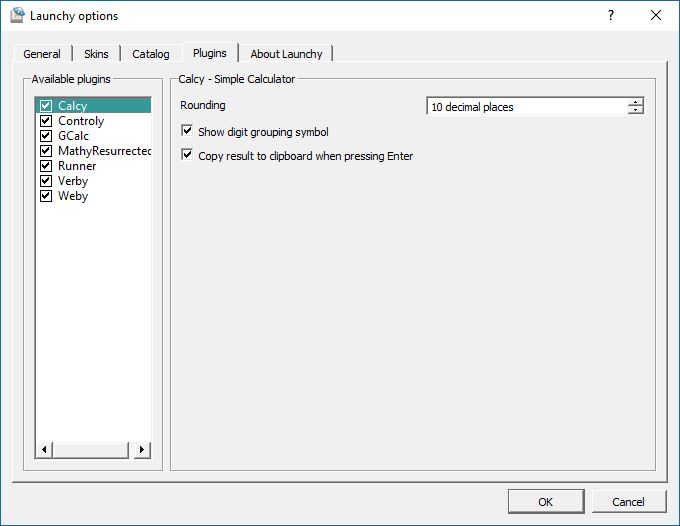 Launchy options
General
Skins
Catalog
Plugins
About Launchy
Available plugins
Calcy
Controly
GCalc
MathyResurrected
Runner
Verby
Weby
Calcy - Simple Calculator
Rounding
10 decimal places
Show digit grouping symbol
Copy result to clipboard when pressing Enter
OK
Cancel